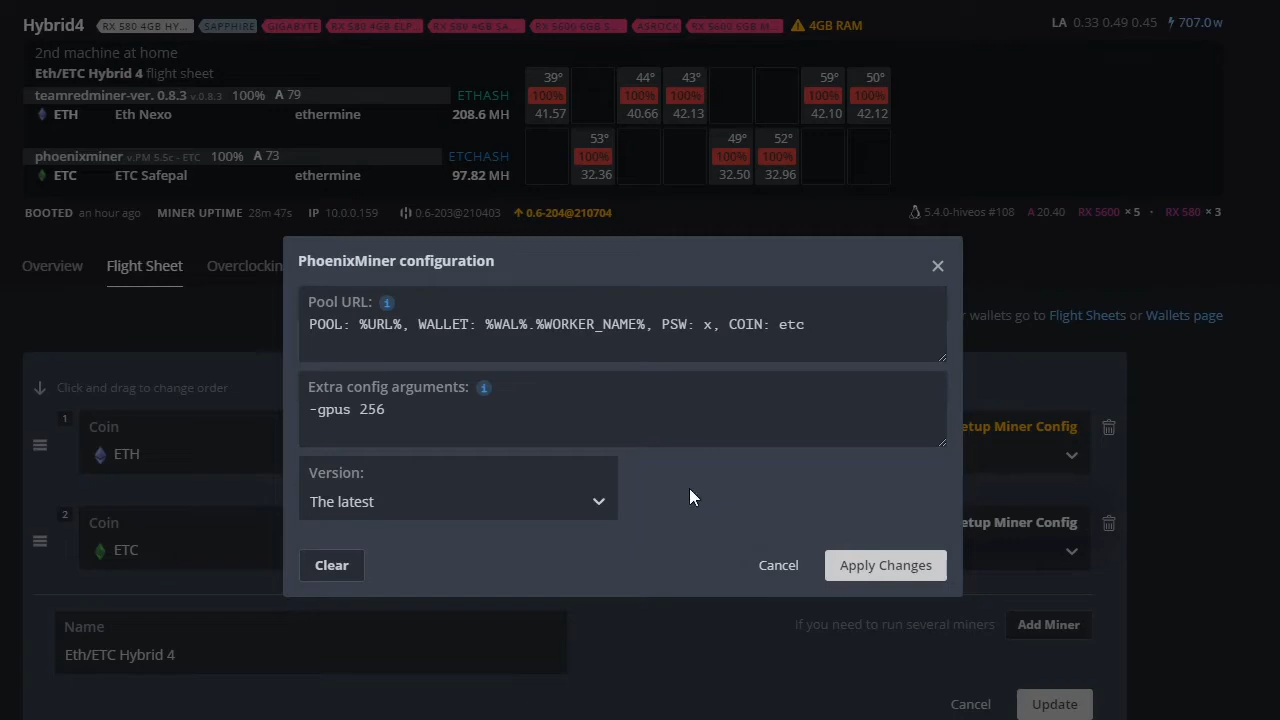 Hybrid4 RX 580 4GB HY... SAPPHIRE GIGABYTE RX 580 4GB ELP... RX 580 4GB SA... RX 5600 6GB S... ASROCK RX 5600 6GB M... 4GB RAM LA 0.33 0.49 0.45 707.0 w
2nd machine at home
Eth/ETC Hybrid 4 flight sheet
39° 44° 43° 59° 50°
teamredminer-ver. 0.8.3 v.0.8.3 100% A 79 ETHASH 100% 100% 100% 100% 100%
ETH Eth Nexo ethermine 208.6 MH 41.57 40.66 42.13 42.10 42.12
53° 49° 52°
phoenixminer v.PM 5.5c - ETC 100% A 73 ETCHASH 100% 100% 100%
ETC ETC Safepal ethermine 97.82 MH 32.36 32.50 32.96
BOOTED an hour ago MINER UPTIME 28m 47s IP 10.0.0.159 0.6-203@210403 0.6-204@210704 5.4.0-hiveos #108 A 20.40 RX 5600 × 5 · RX 580 × 3
Overview Flight Sheet Overclockin
PhoenixMiner configuration
Pool URL:
POOL: %URL%, WALLET: %WAL%.%WORKER_NAME%, PSW: x, COIN: etc
r wallets go to Flight Sheets or Wallets page
Click and drag to change order
Extra config arguments:
-gpus 256
1 Coin etup Miner Config
ETH
Version:
The latest
2 Coin etup Miner Config
ETC
Clear Cancel Apply Changes
Name If you need to run several miners Add Miner
Eth/ETC Hybrid 4
Cancel Update